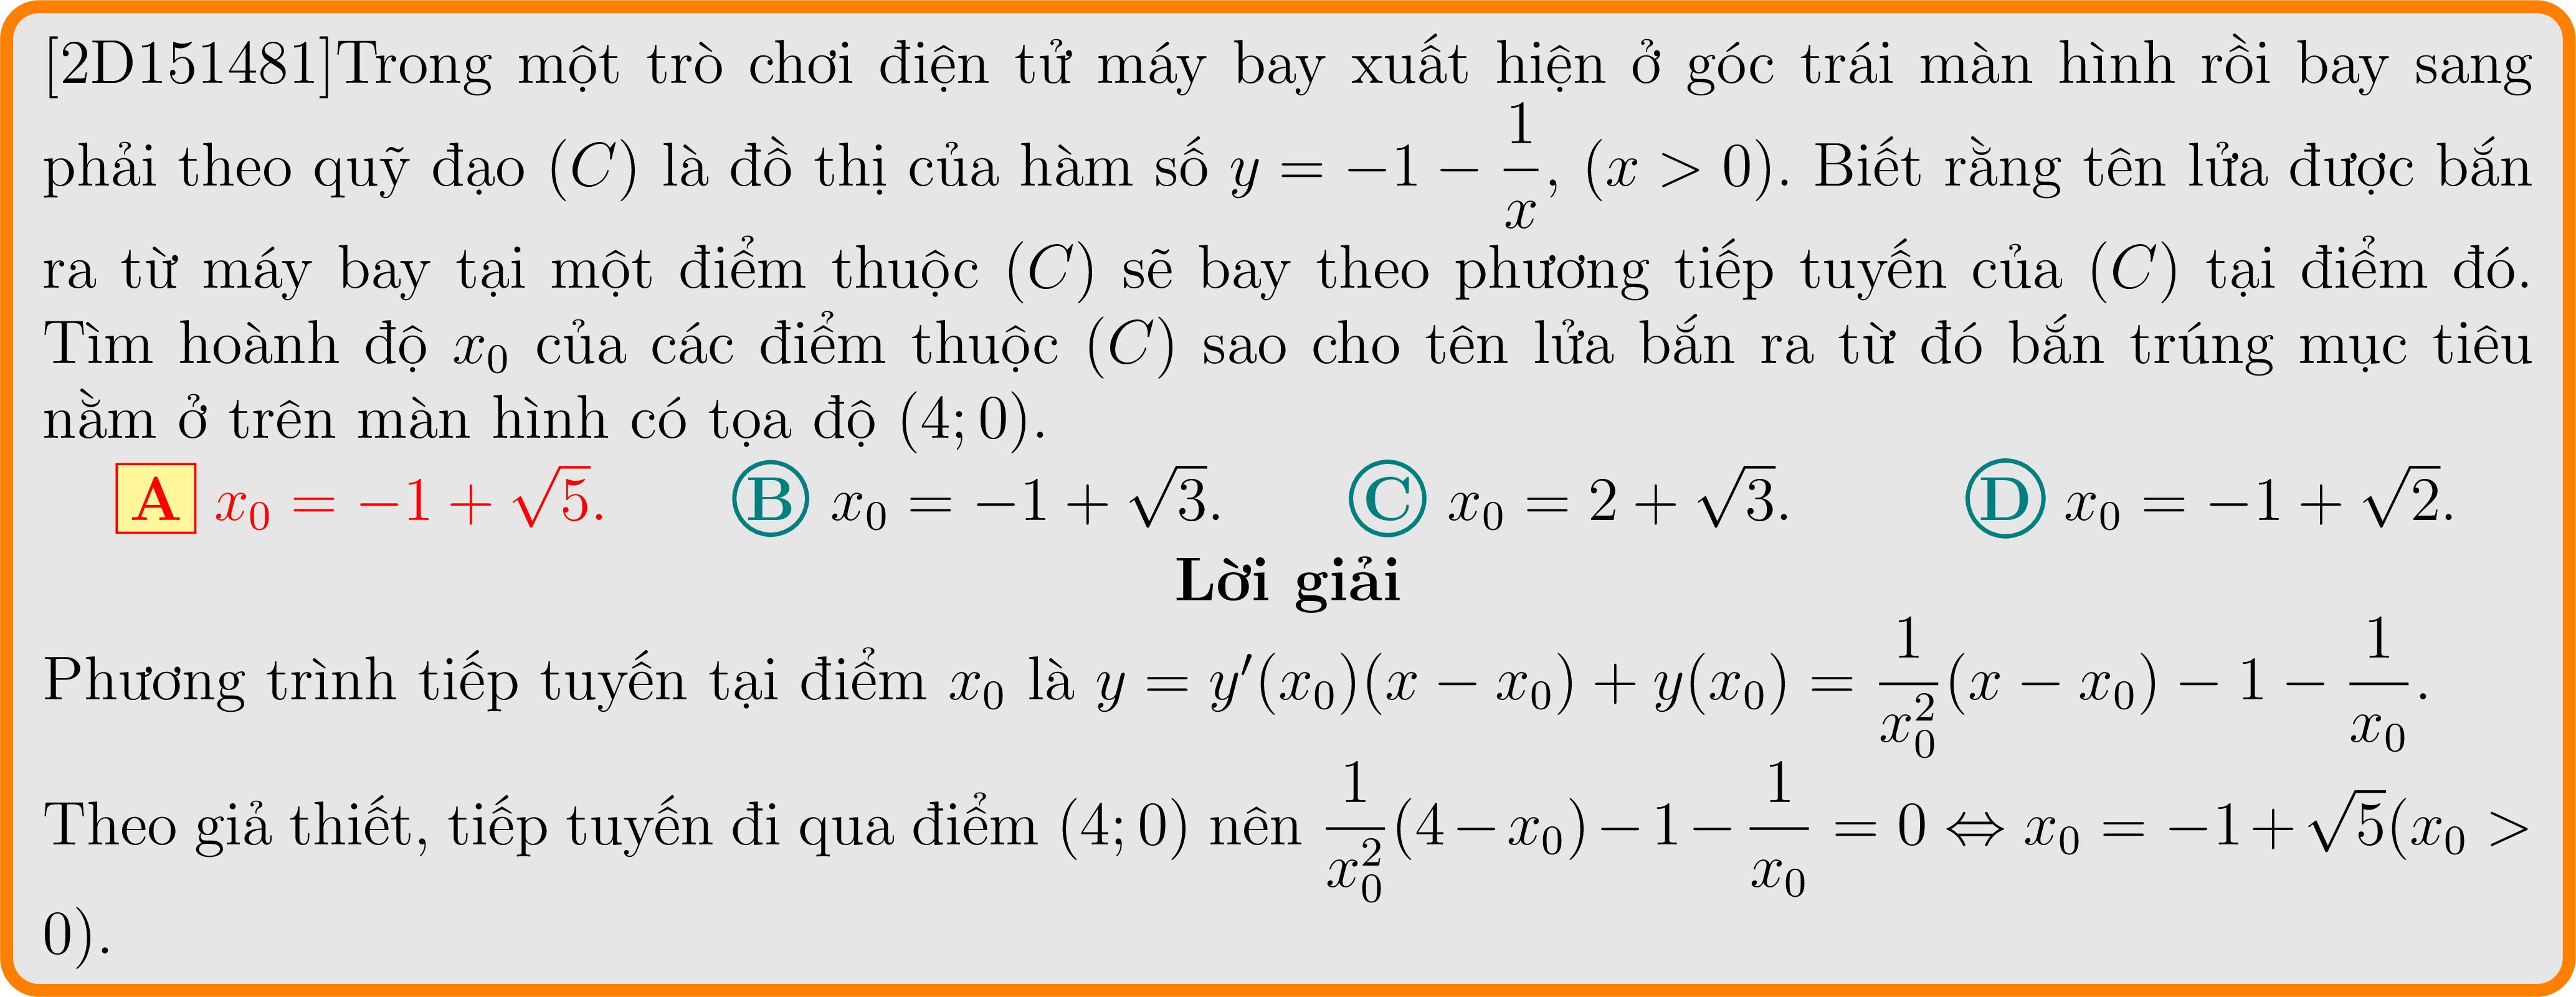 [2D151481]Trong một trò chơi điện tử máy bay xuất hiện ở góc trái màn hình rồi bay sang
phải theo quỹ đạo (C) là đồ thị của hàm số y = −1 − \frac{1}{x}, (x > 0). Biết rằng tên lửa được bắn
ra từ máy bay tại một điểm thuộc (C) sẽ bay theo phương tiếp tuyến của (C) tại điểm đó.
Tìm hoành độ x_0 của các điểm thuộc (C) sao cho tên lửa bắn ra từ đó bắn trúng mục tiêu
nằm ở trên màn hình có tọa độ (4; 0).
A x_0 = −1 + √5. B x_0 = −1 + √3. C x_0 = 2 + √3. D x_0 = −1 + √2.
Lời giải
Phương trình tiếp tuyến tại điểm x_0 là y = y′(x_0)(x − x_0) + y(x_0) = \frac{1}{x_0^2}(x − x_0) − 1 − \frac{1}{x_0}.
Theo giả thiết, tiếp tuyến đi qua điểm (4; 0) nên \frac{1}{x_0^2}(4 − x_0) − 1 − \frac{1}{x_0} = 0 ⇔ x_0 = −1 + √5(x_0 >
0).